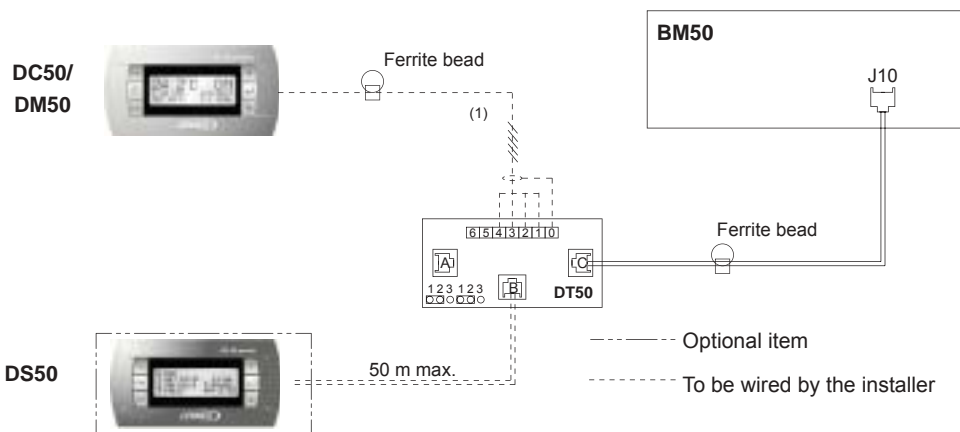 BM50
J10
DC50/
DM50
Ferrite bead
(1)
6 5 4 3 2 1 0
A
C
B
1 2 3 1 2 3
DT50
Ferrite bead
DS50
50 m max.
Optional item
To be wired by the installer